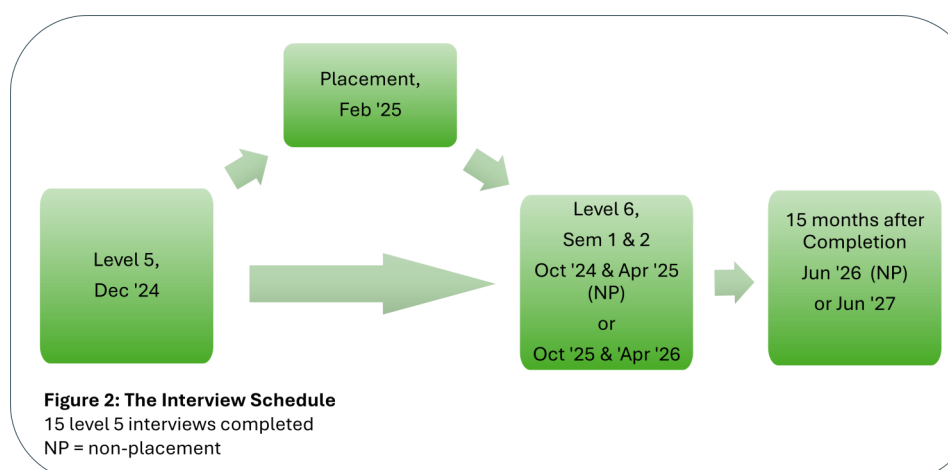 Placement,
Feb '25
Level 5,
Dec '24
Level 6,
Sem 1 & 2
Oct '24 & Apr '25
(NP)
or
Oct '25 & 'Apr '26
15 months after
Completion
Jun '26 (NP)
or Jun '27
Figure 2: The Interview Schedule
15 level 5 interviews completed
NP = non-placement